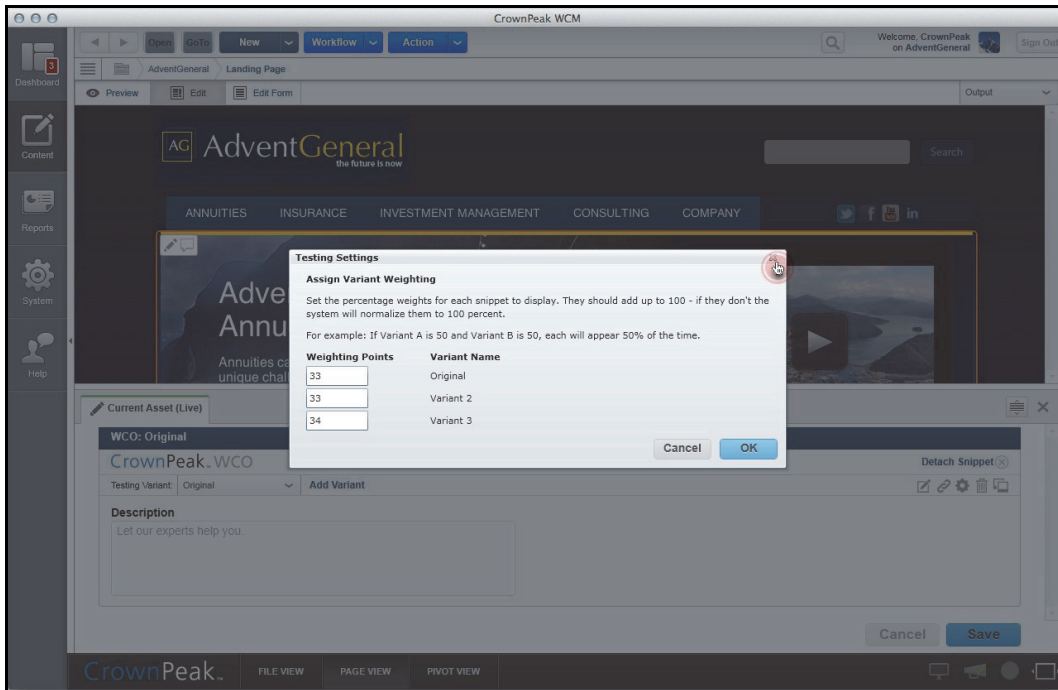 CrownPeak WCM
Open GoTo New Workflow Action
Welcome, CrownPeak
on AdventGeneral
Sign Out
3
Dashboard
AdventGeneral Landing Page
Preview Edit Edit Form Output
Content
AG AdventGeneral
the future is now
Search
Reports
ANNUITIES INSURANCE INVESTMENT MANAGEMENT CONSULTING COMPANY
in
System
Help
Annuities
unique
Testing Settings
Assign Variant Weighting
Set the percentage weights for each snippet to display. They should add up to 100 - if they don't the
system will normalize them to 100 percent.
For example: If Variant A is 50 and Variant B is 50, each will appear 50% of the time.
Weighting Points Variant Name
33 Original
33 Variant 2
34 Variant 3
Cancel OK
Current Asset (Live)
WCO: Original
CrownPeak WCO
Detach Snippet
Testing Variant: Original Add Variant
Description
Let our experts help you.
Cancel Save
CrownPeak FILE VIEW PAGE VIEW PIVOT VIEW